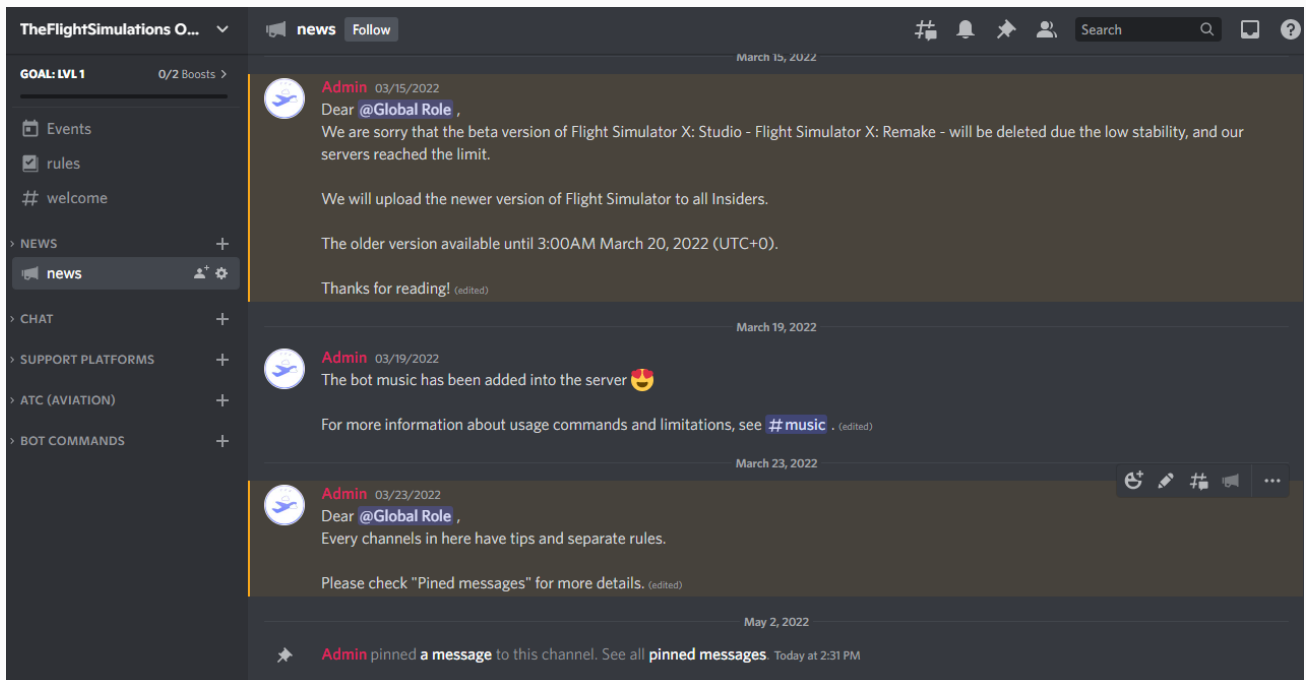 TheFlightSimulations O...
GOAL: LVL 1 0/2 Boosts >
Events
rules
welcome
NEWS
news
CHAT
SUPPORT PLATFORMS
ATC (AVIATION)
BOT COMMANDS
news Follow Search
March 15, 2022
Admin 03/15/2022
Dear @Global Role ,
We are sorry that the beta version of Flight Simulator X: Studio - Flight Simulator X: Remake - will be deleted due the low stability, and our
servers reached the limit.
We will upload the newer version of Flight Simulator to all Insiders.
The older version available until 3:00AM March 20, 2022 (UTC+0).
Thanks for reading! (edited)
March 19, 2022
Admin 03/19/2022
The bot music has been added into the server 😍
For more information about usage commands and limitations, see #music . (edited)
March 23, 2022
Admin 03/23/2022
Dear @Global Role ,
Every channels in here have tips and separate rules.
Please check "Pined messages" for more details. (edited)
May 2, 2022
Admin pinned a message to this channel. See all pinned messages. Today at 2:31 PM